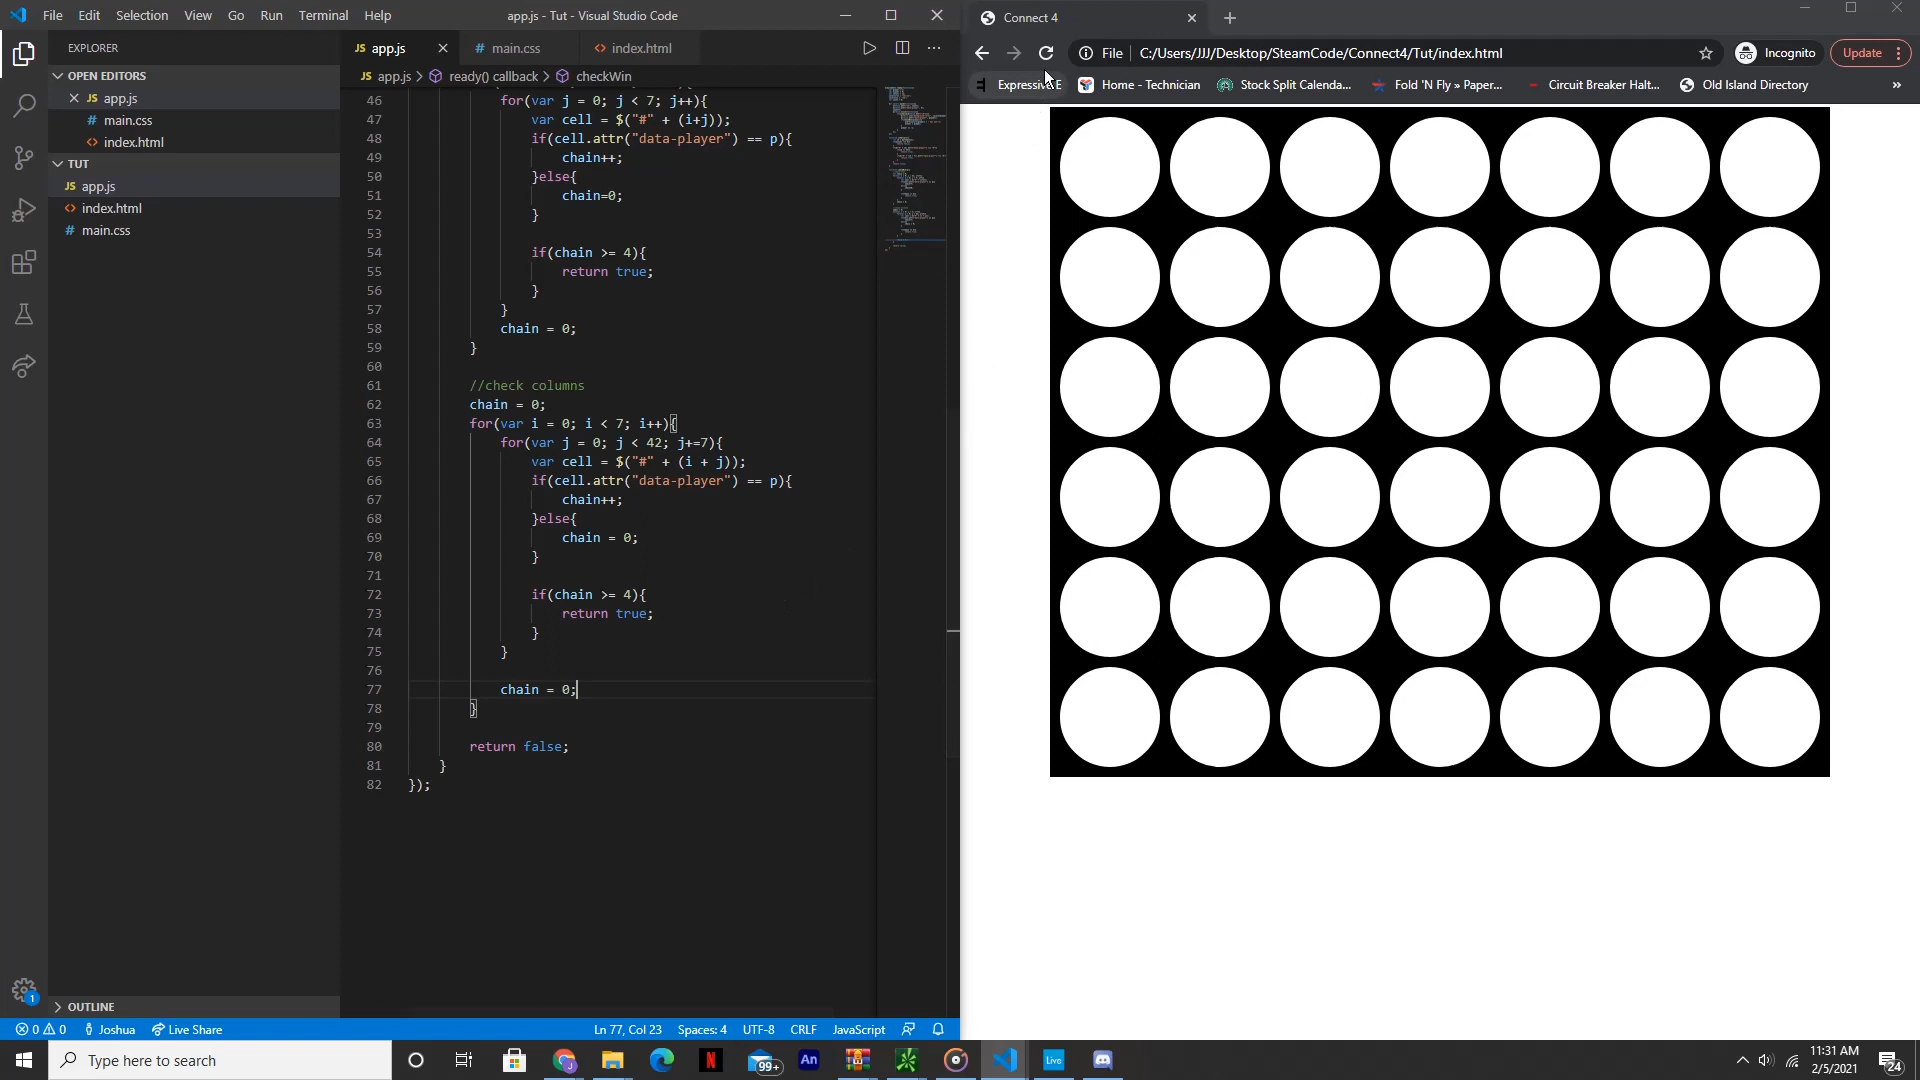 File Edit Selection View Go Run Terminal Help
app.js - Tut - Visual Studio Code
EXPLORER
OPEN EDITORS
app.js
main.css
index.html
TUT
app.js
index.html
main.css
OUTLINE
JS app.js
# main.css
<> index.html
JS app.js > ready() callback > checkWin
46 for(var j = 0; j < 7; j++){
47 var cell = $("#" + (i+j));
48 if(cell.attr("data-player") == p){
49 chain++;
50 }else{
51 chain=0;
52 }
53
54 if(chain >= 4){
55 return true;
56 }
57 }
58 chain = 0;
59 }
60
61 //check columns
62 chain = 0;
63 for(var i = 0; i < 7; i++){
64 for(var j = 0; j < 42; j+=7){
65 var cell = $("#" + (i + j));
66 if(cell.attr("data-player") == p){
67 chain++;
68 }else{
69 chain = 0;
70 }
71
72 if(chain >= 4){
73 return true;
74 }
75 }
76
77 chain = 0;
78 }
79
80 return false;
81 }
82 });
0 0 Joshua Live Share
Ln 77, Col 23 Spaces: 4 UTF-8 CRLF JavaScript
Connect 4
File C:/Users/JJJ/Desktop/SteamCode/Connect4/Tut/index.html
Incognito
Update
Expressive E
Home - Technician
Stock Split Calenda...
Fold 'N Fly » Paper...
Circuit Breaker Halt...
Old Island Directory
»
1
Type here to search
99+
An
Live
11:31 AM
2/5/2021
24